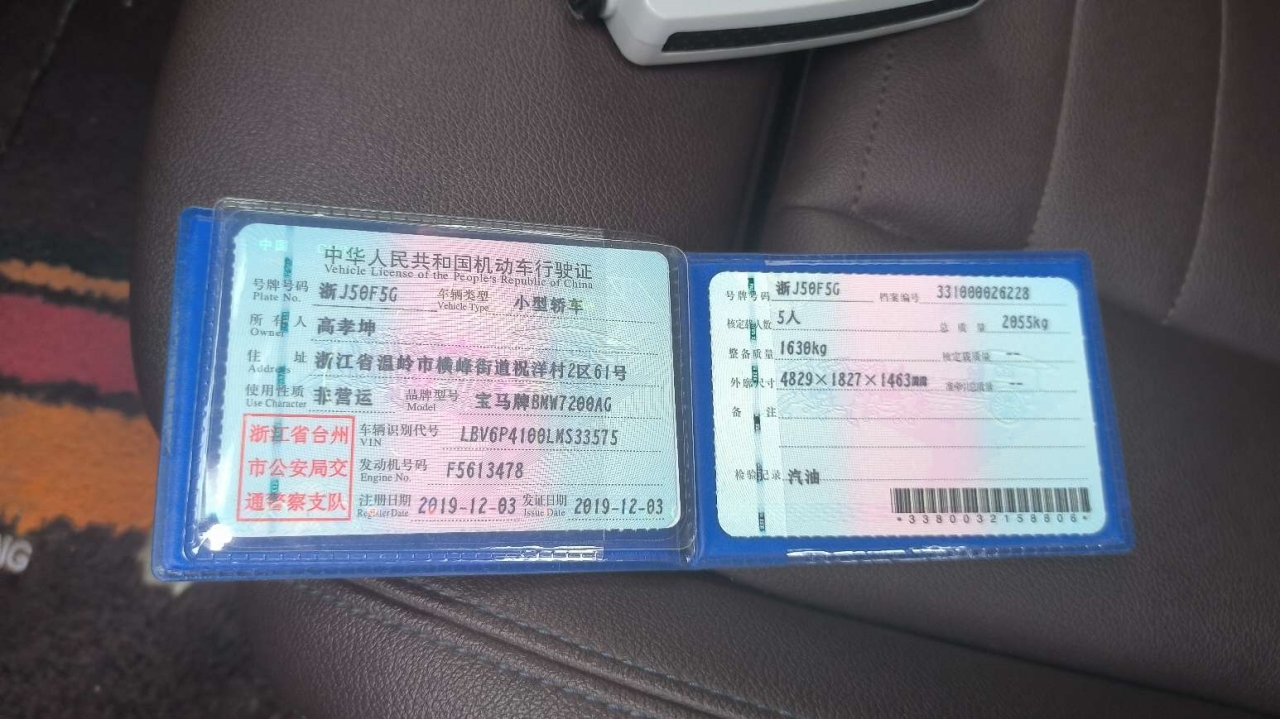 中国
中华人民共和国机动车行驶证
Vehicle License of the People's Republic of China
号牌号码 浙J50F5G 车辆类型 小型轿车
Plate No. Vehicle Type
所有人 高孝坤
Owner
住址 浙江省温岭市横峰街道祝洋村2区61号
Address
使用性质 非营运 品牌型号 宝马牌BMW7200AG
Use Character Model
浙江省台州
市公安局交
通警察支队
车辆识别代号 LBV6P4100LMS33575
VIN
发动机号码 F5613478
Engine No.
注册日期 2019-12-03 发证日期 2019-12-03
Register Date Issue Date
号牌号码 浙J50F5G 档案编号 331000026228
核定载人数 5人 总质量 2055kg
整备质量 1630kg 核定载质量 --
外廓尺寸 4829×1827×1463mm 准牵引总质量 --
备注
检验记录 汽油
*3380032158806*
NG